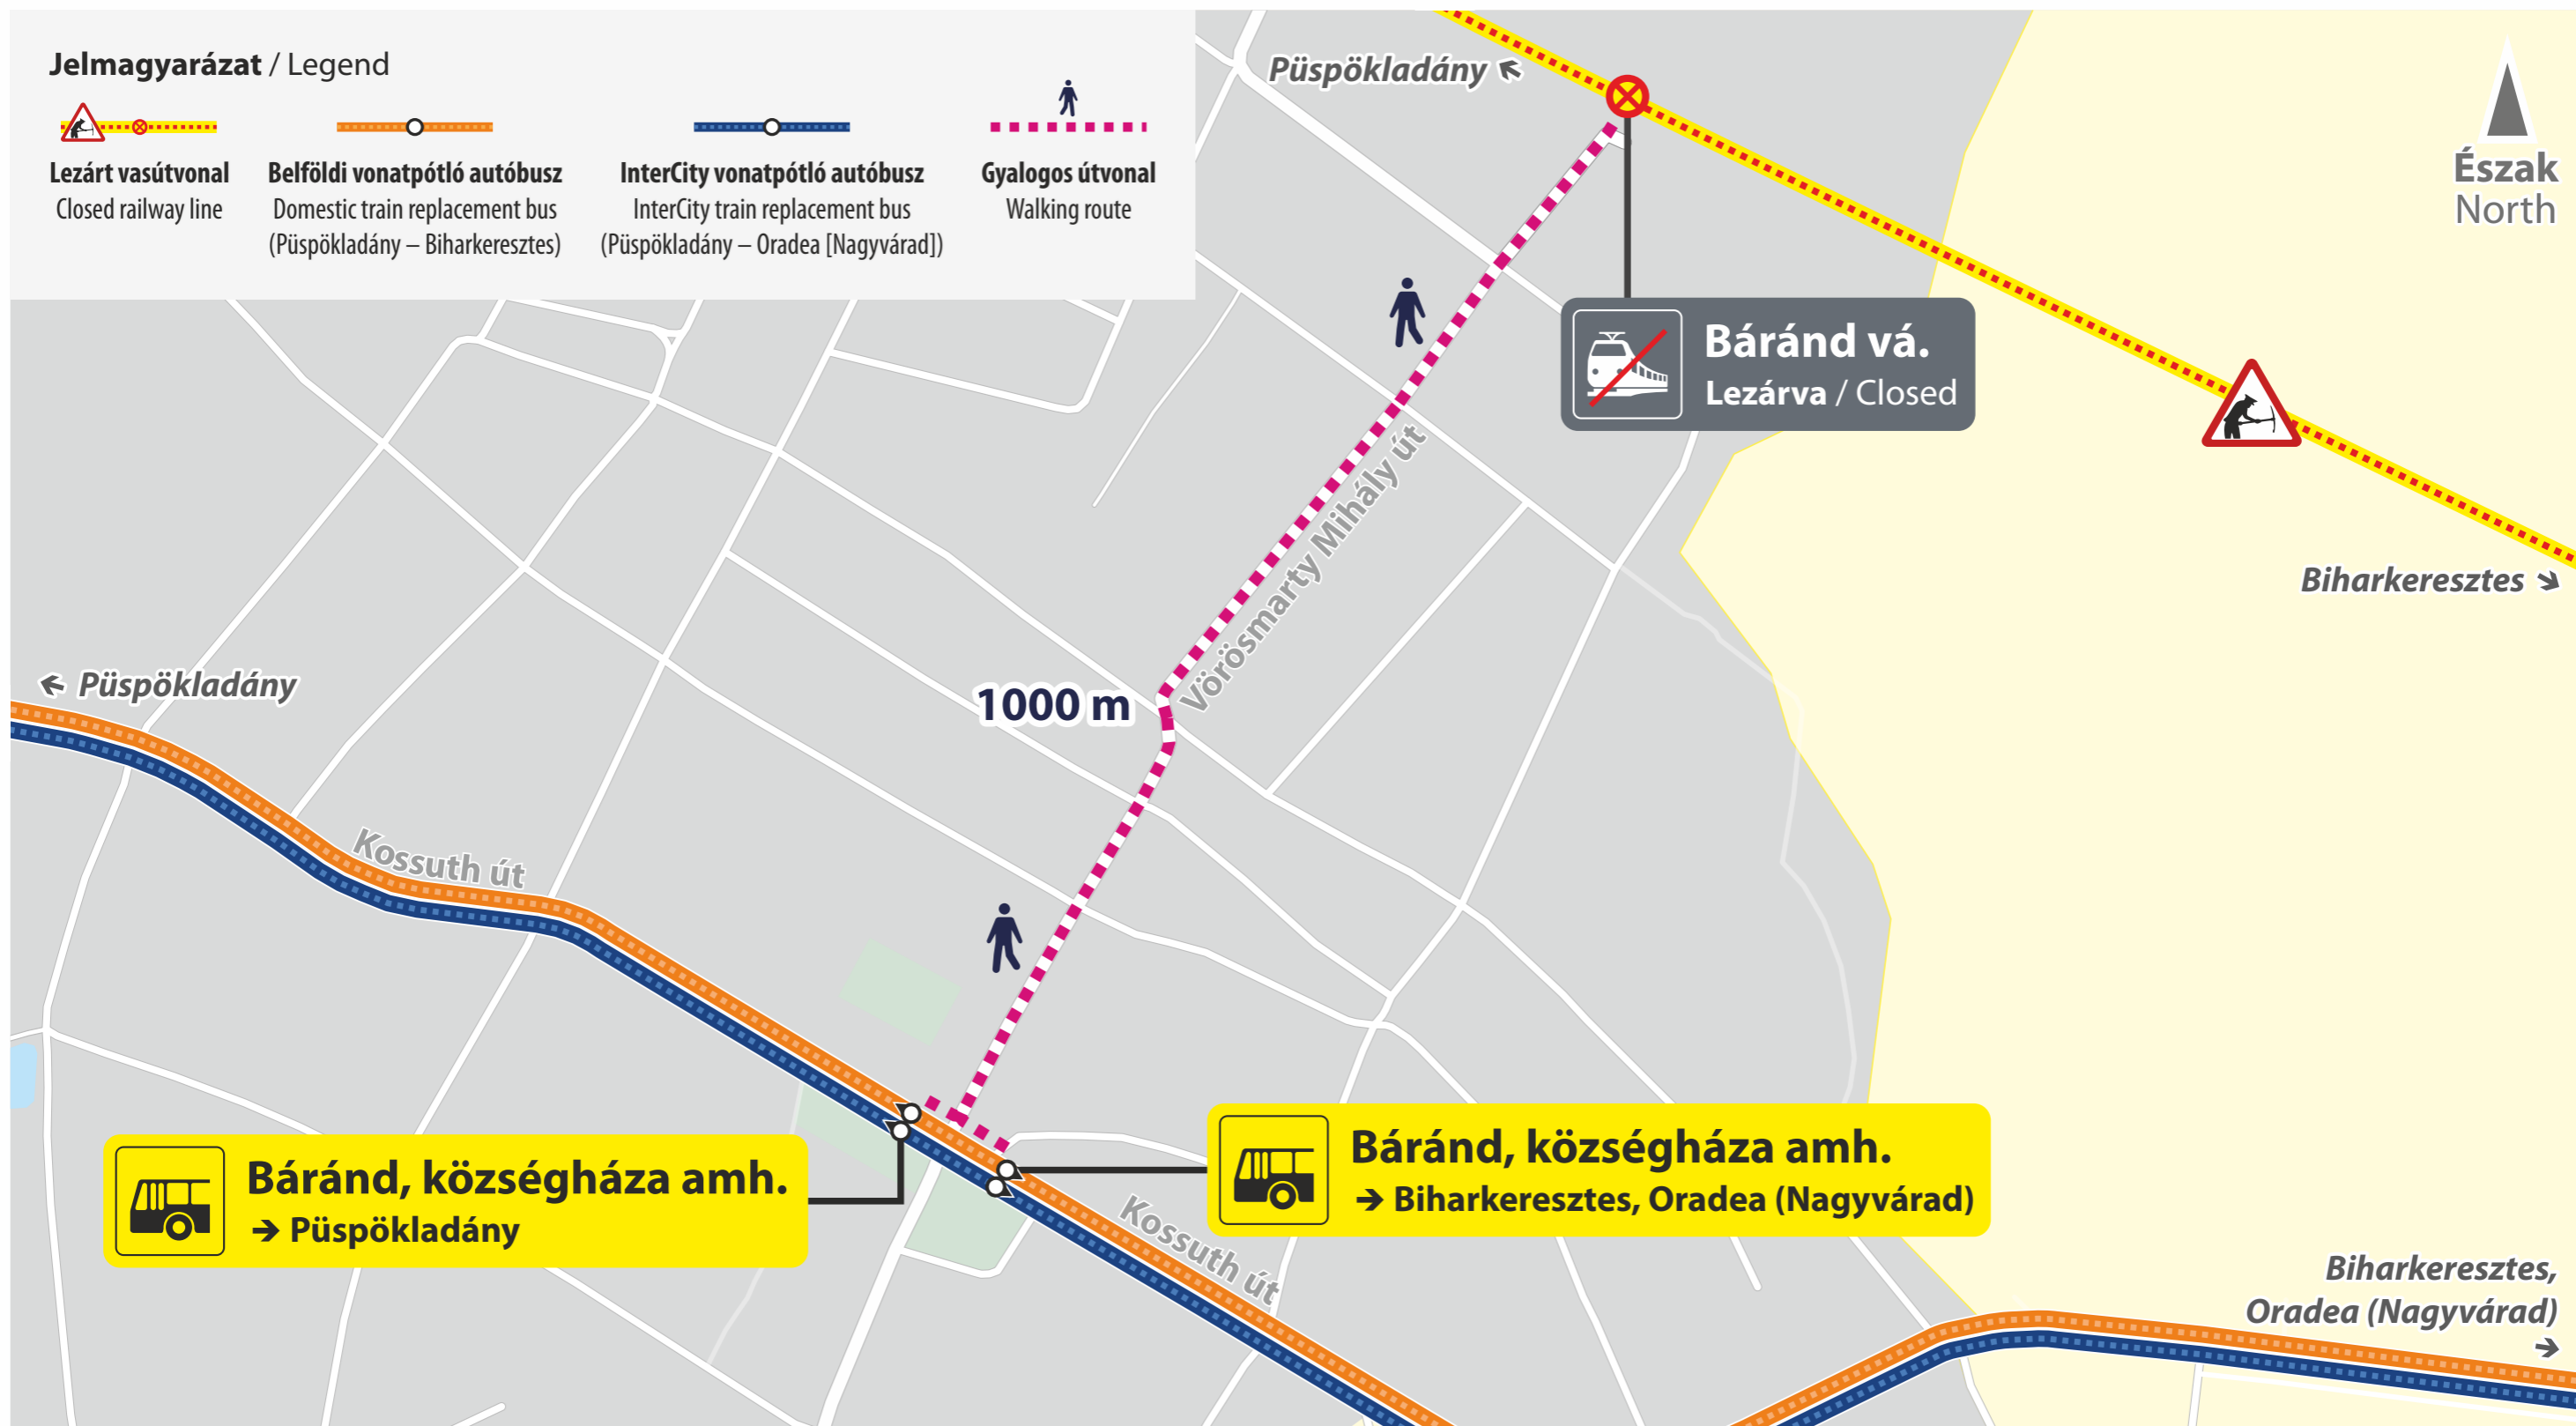 Jelmagyarázat / Legend
Lezárt vasútvonal
Closed railway line
Belföldi vonatpótló autóbusz
Domestic train replacement bus
(Püspökladány – Biharkeresztes)
InterCity vonatpótló autóbusz
InterCity train replacement bus
(Püspökladány – Oradea [Nagyvárad])
Gyalogos útvonal
Walking route
Püspökladány ↖
Észak
North
Báránd vá.
Lezárva / Closed
Vörösmarty Mihály út
Biharkeresztes ↘
← Püspökladány
1000 m
Kossuth út
Báránd, községháza amh.
→ Püspökladány
Báránd, községháza amh.
→ Biharkeresztes, Oradea (Nagyvárad)
Kossuth út
Biharkeresztes,
Oradea (Nagyvárad)
→